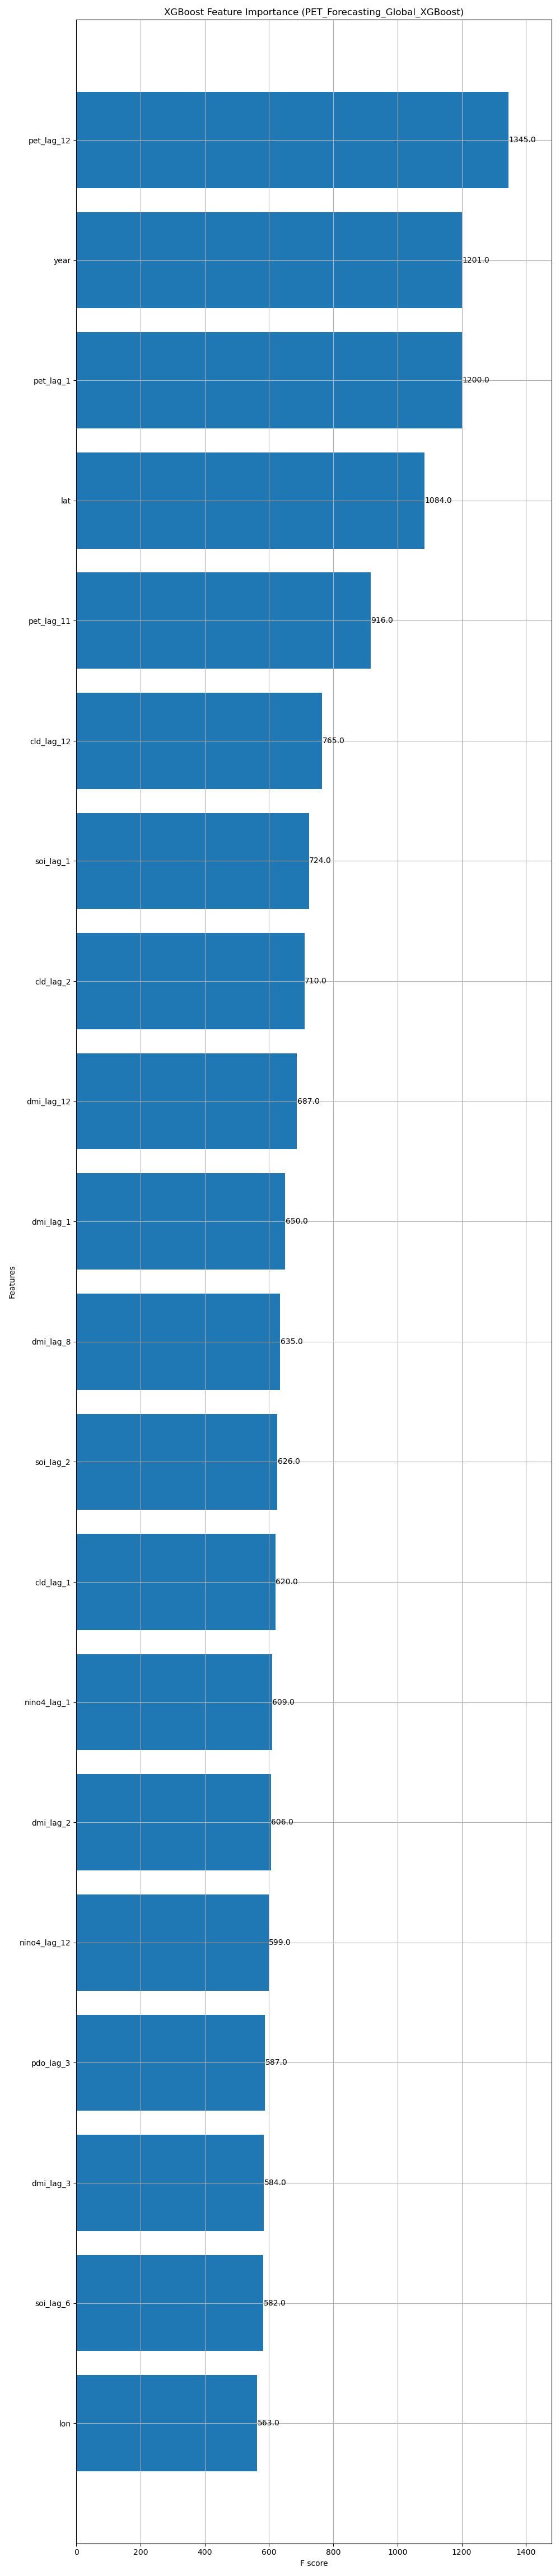 XGBoost Feature Importance (PET_Forecasting_Global_XGBoost)
pet_lag_12 1345.0
year 1201.0
pet_lag_1 1200.0
lat 1084.0
pet_lag_11 916.0
cld_lag_12 765.0
soi_lag_1 724.0
cld_lag_2 710.0
dmi_lag_12 687.0
dmi_lag_1 650.0
Features
dmi_lag_8 635.0
soi_lag_2 626.0
cld_lag_1 620.0
nino4_lag_1 609.0
dmi_lag_2 606.0
nino4_lag_12 599.0
pdo_lag_3 587.0
dmi_lag_3 584.0
soi_lag_6 582.0
lon 563.0
0 200 400 600 800 1000 1200 1400
F score